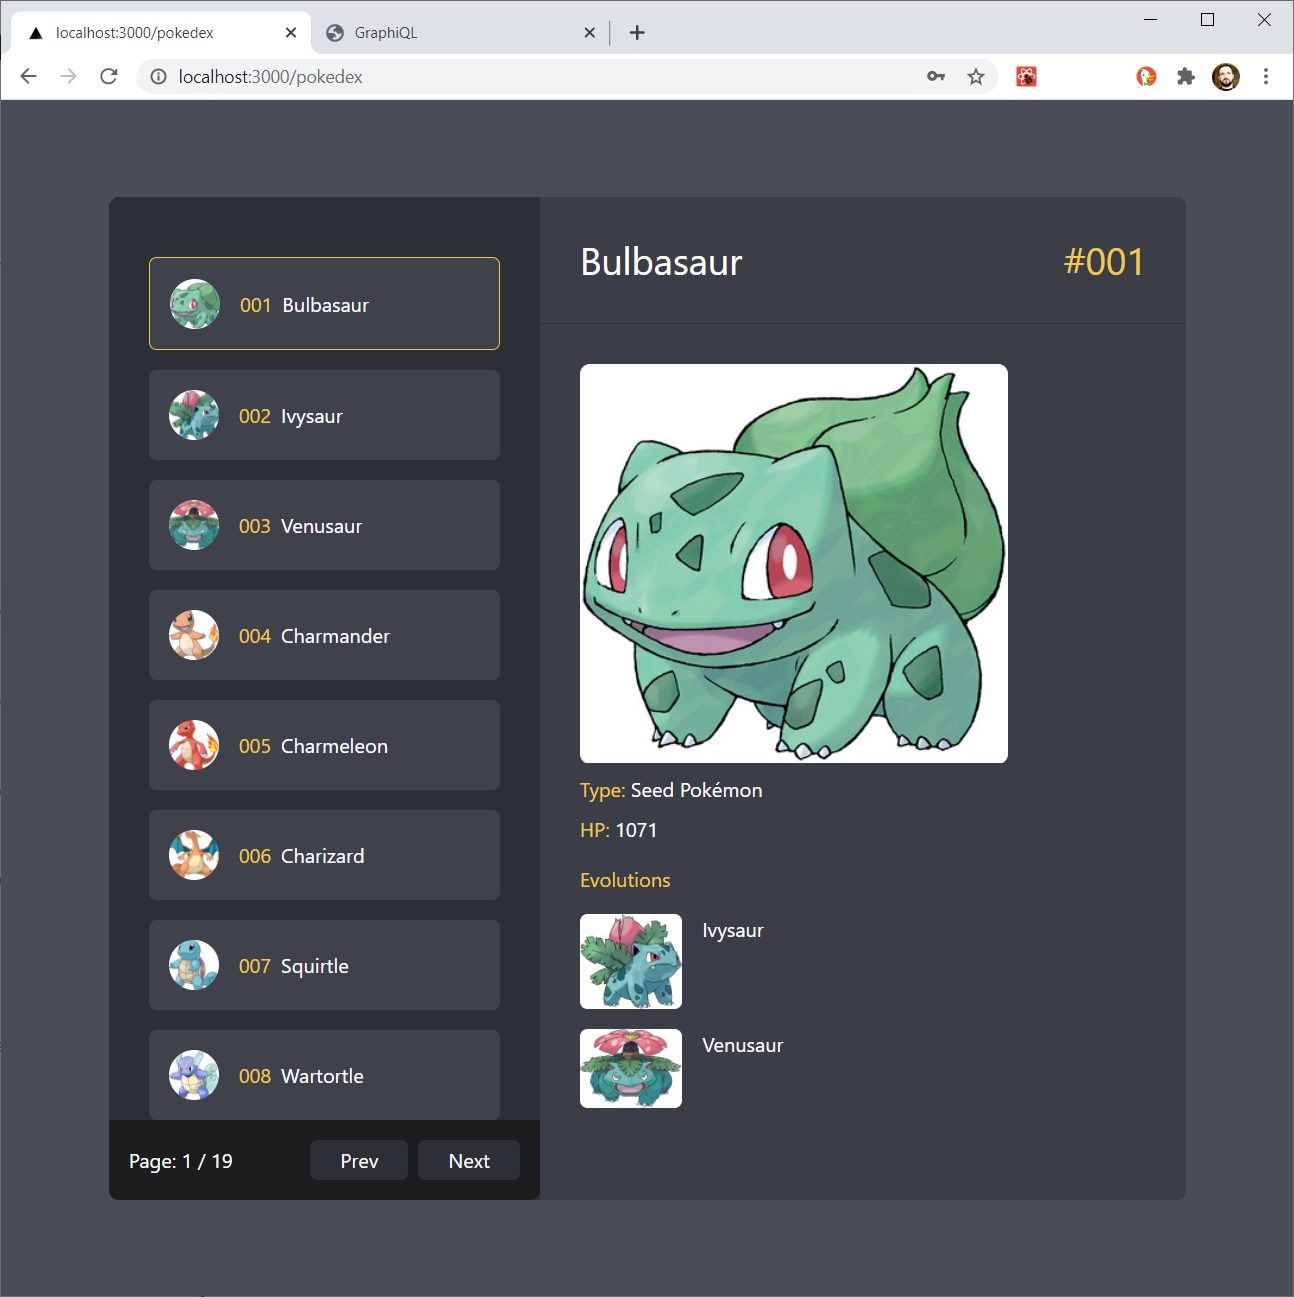 localhost:3000/pokedex
GraphiQL
localhost:3000/pokedex
001 Bulbasaur
002 Ivysaur
003 Venusaur
004 Charmander
005 Charmeleon
006 Charizard
007 Squirtle
008 Wartortle
Page: 1 / 19
Prev
Next
Bulbasaur
#001
Type: Seed Pokémon
HP: 1071
Evolutions
Ivysaur
Venusaur